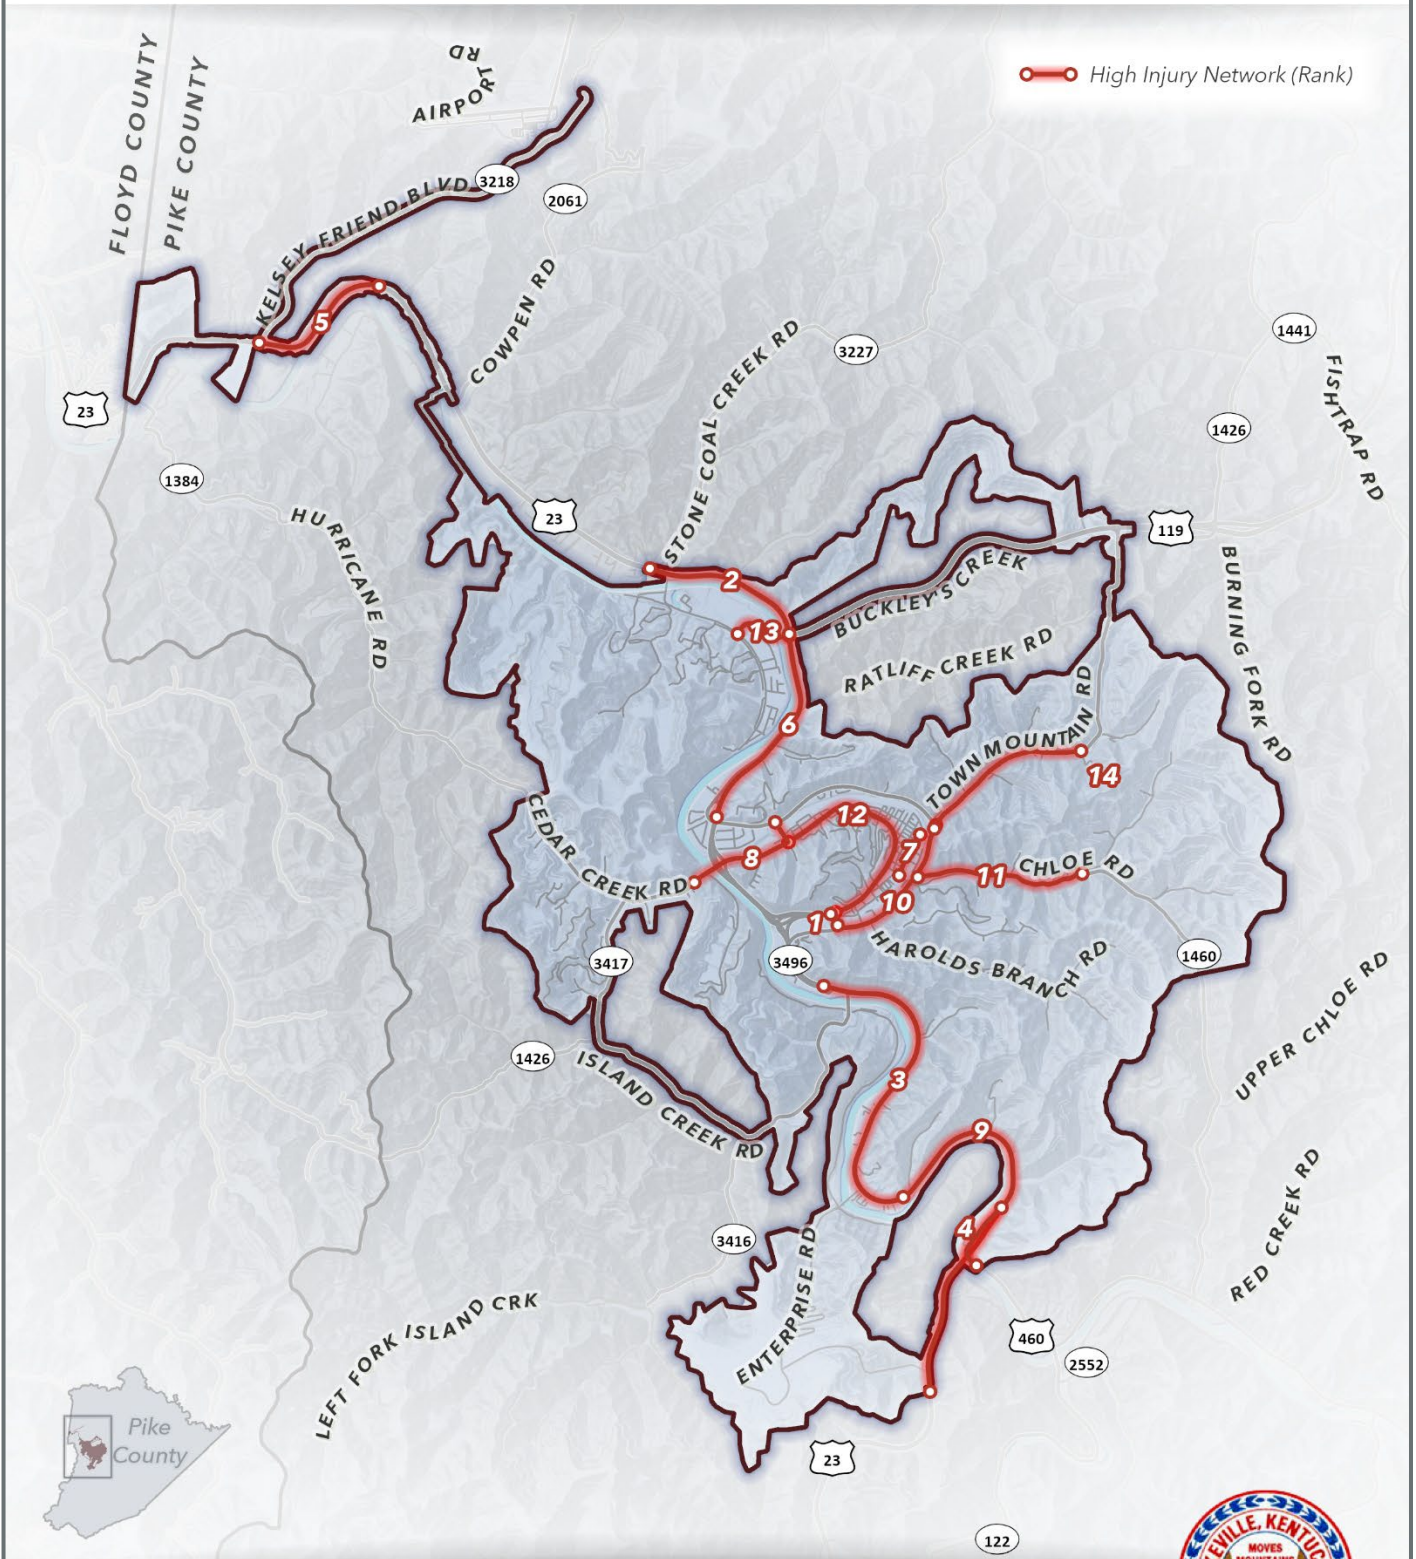 High Injury Network (Rank)
FLOYD COUNTY
PIKE COUNTY
AIRPORT RD
KELSEY FRIEND BLVD
3218
2061
5
COWPEN RD
STONE COAL CREEK RD
3227
1441
FISHTRAP RD
23
1426
1384
HURRICANE RD
23
119
2
BUCKLEY'S CREEK
BURNING FORK RD
13
RATLIFF CREEK RD
6
TOWN MOUNTAIN RD
14
CEDAR CREEK RD
12
8
7
11
CHLOE RD
10
1
HAROLDS BRANCH RD
3417
3496
1460
UPPER CHLOE RD
1426
ISLAND CREEK RD
3
9
RED CREEK RD
4
3416
ENTERPRISE RD
LEFT FORK ISLAND CRK
460
2552
Pike
County
23
122
MOVES